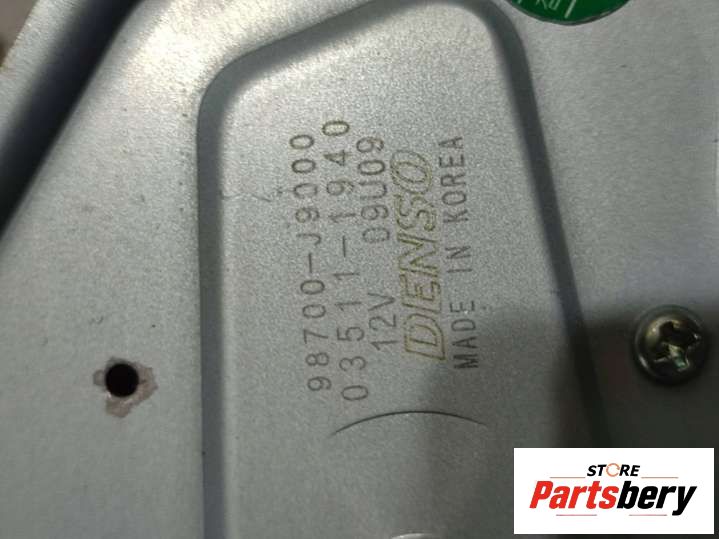 98700-J9000
03511-1940
12V 09U09
DENSO
MADE IN KOREA
STORE
Partsbery